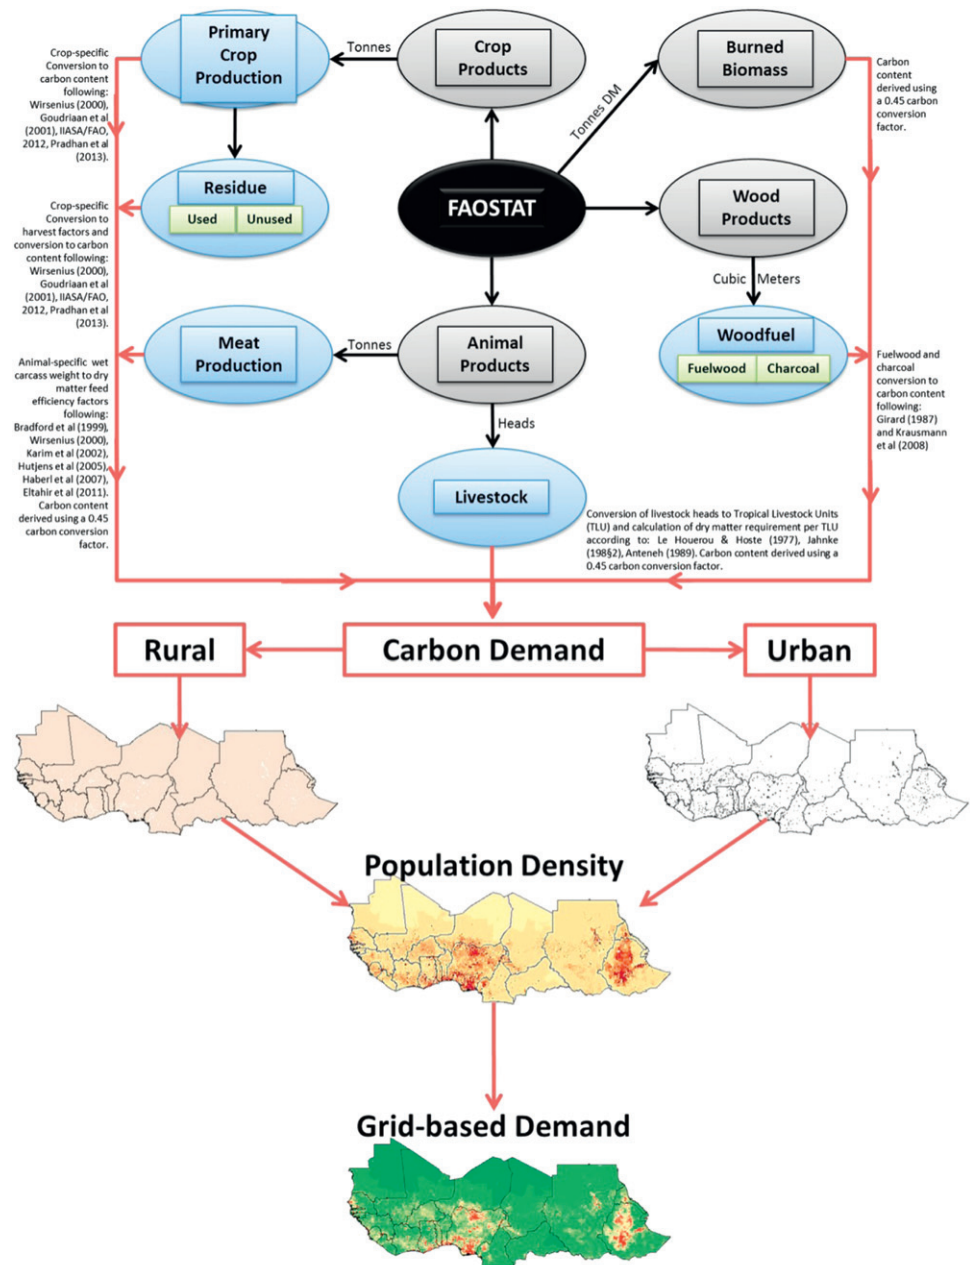 Crop-specific
Conversion to
carbon content
following:
Wirsenius (2000),
Goudriaan et al
(2001), IIASA/FAO,
2012, Pradhan et al
(2013).
Primary
Crop
Production
Tonnes
Crop
Products
Burned
Biomass
Carbon
content
derived using
a 0.45 carbon
conversion
factor.
Tonnes DM
Residue
Used
Unused
FAOSTAT
Wood
Products
Crop-specific
Conversion to
harvest factors and
conversion to carbon
content following:
Wirsenius (2000),
Goudriaan et al
(2001), IIASA/FAO,
2012, Pradhan et al
(2013).
Cubic Meters
Meat
Production
Tonnes
Animal
Products
Woodfuel
Fuelwood
Charcoal
Fuelwood and
charcoal
conversion to
carbon content
following:
Girard (1987)
and Krausmann
et al (2008)
Animal-specific wet
carcass weight to dry
matter feed
efficiency factors
following:
Bradford et al (1999),
Wirsenius (2000),
Karim et al (2002),
Hutjens et al (2005),
Haberl et al (2007),
Eltahir et al (2011).
Carbon content
derived using a 0.45
carbon conversion
factor.
Heads
Livestock
Conversion of livestock heads to Tropical Livestock Units
(TLU) and calculation of dry matter requirement per TLU
according to: Le Houerou & Hoste (1977), Jahnke
(198§2), Anteneh (1989). Carbon content derived using a
0.45 carbon conversion factor.
Rural
Carbon Demand
Urban
Population Density
Grid-based Demand